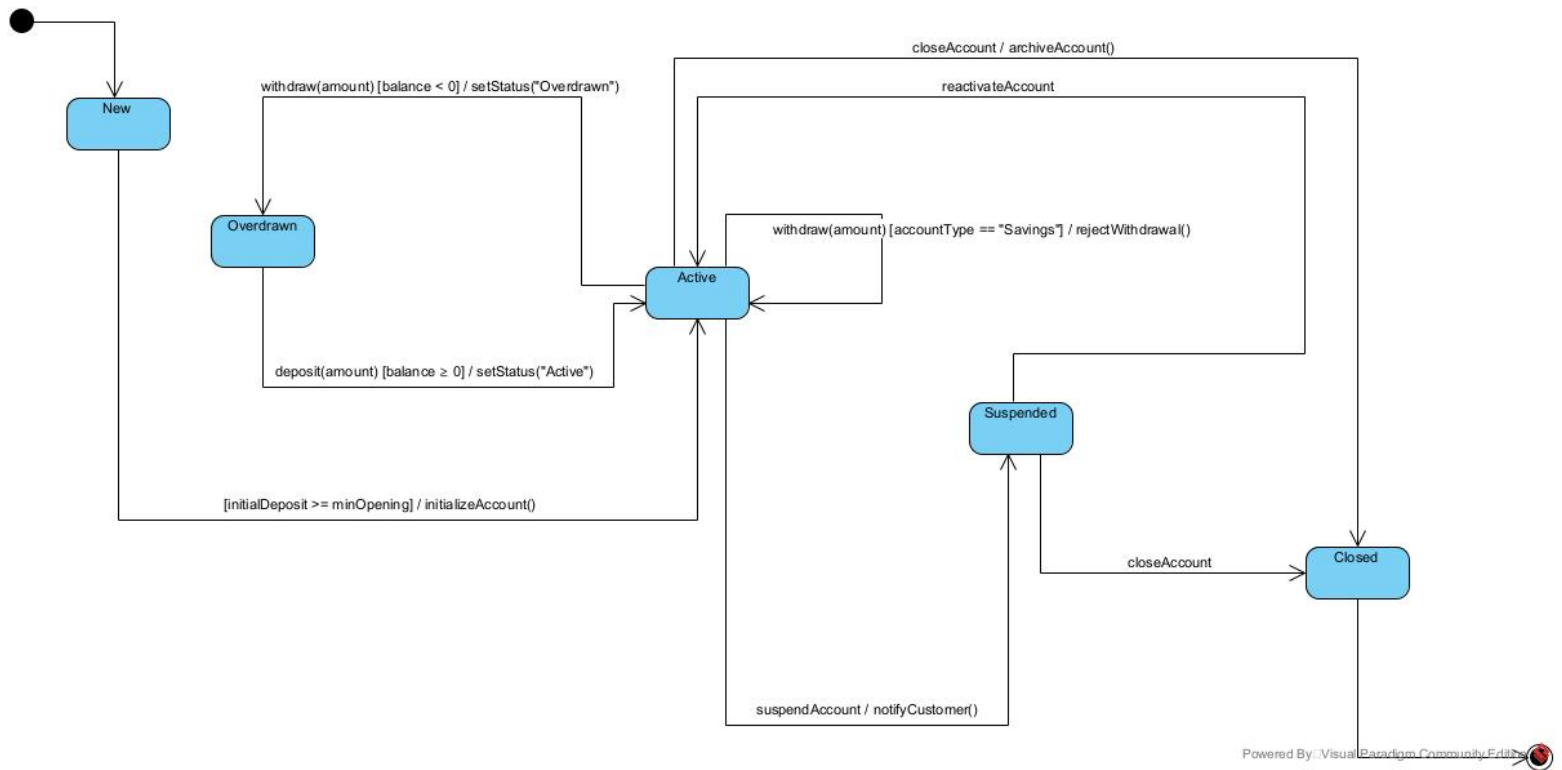 closeAccount / archiveAccount()
withdraw(amount) [balance < 0] / setStatus("Overdrawn")
reactivateAccount
New
Overdrawn
withdraw(amount) [accountType == "Savings"] / rejectWithdrawal()
Active
deposit(amount) [balance ≥ 0] / setStatus("Active")
Suspended
[initialDeposit >= minOpening] / initializeAccount()
Closed
closeAccount
suspendAccount / notifyCustomer()
Powered By Visual Paradigm Community Edition